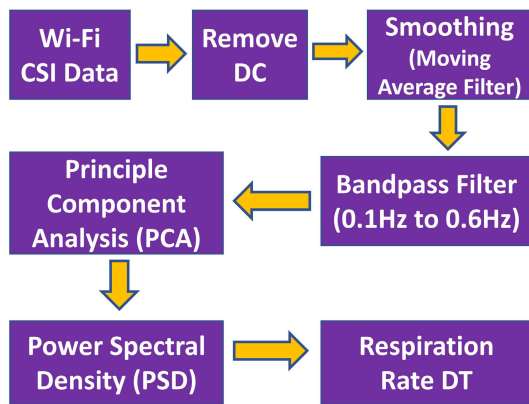 Wi-Fi
CSI Data
Remove
DC
Smoothing
(Moving
Average Filter)
Bandpass Filter
(0.1Hz to 0.6Hz)
Principle
Component
Analysis (PCA)
Power Spectral
Density (PSD)
Respiration
Rate DT